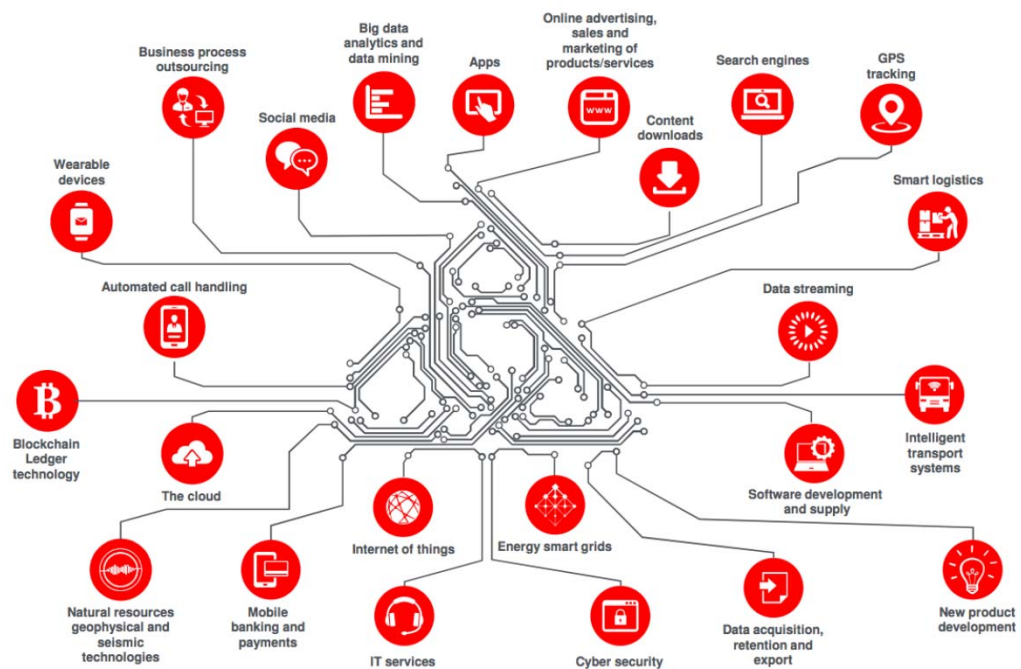 Big data
analytics and
data mining
Online advertising,
sales and
marketing of
products/services
Business process
outsourcing
Apps
Search engines
GPS
tracking
www
Social media
Content
downloads
Wearable
devices
Smart logistics
Automated call handling
Data streaming
Blockchain
Ledger
technology
Intelligent
transport
systems
The cloud
Software development
and supply
Internet of things
Energy smart grids
Natural resources
geophysical and
seismic
technologies
Mobile
banking and
payments
IT services
Cyber security
Data acquisition,
retention and
export
New product
development